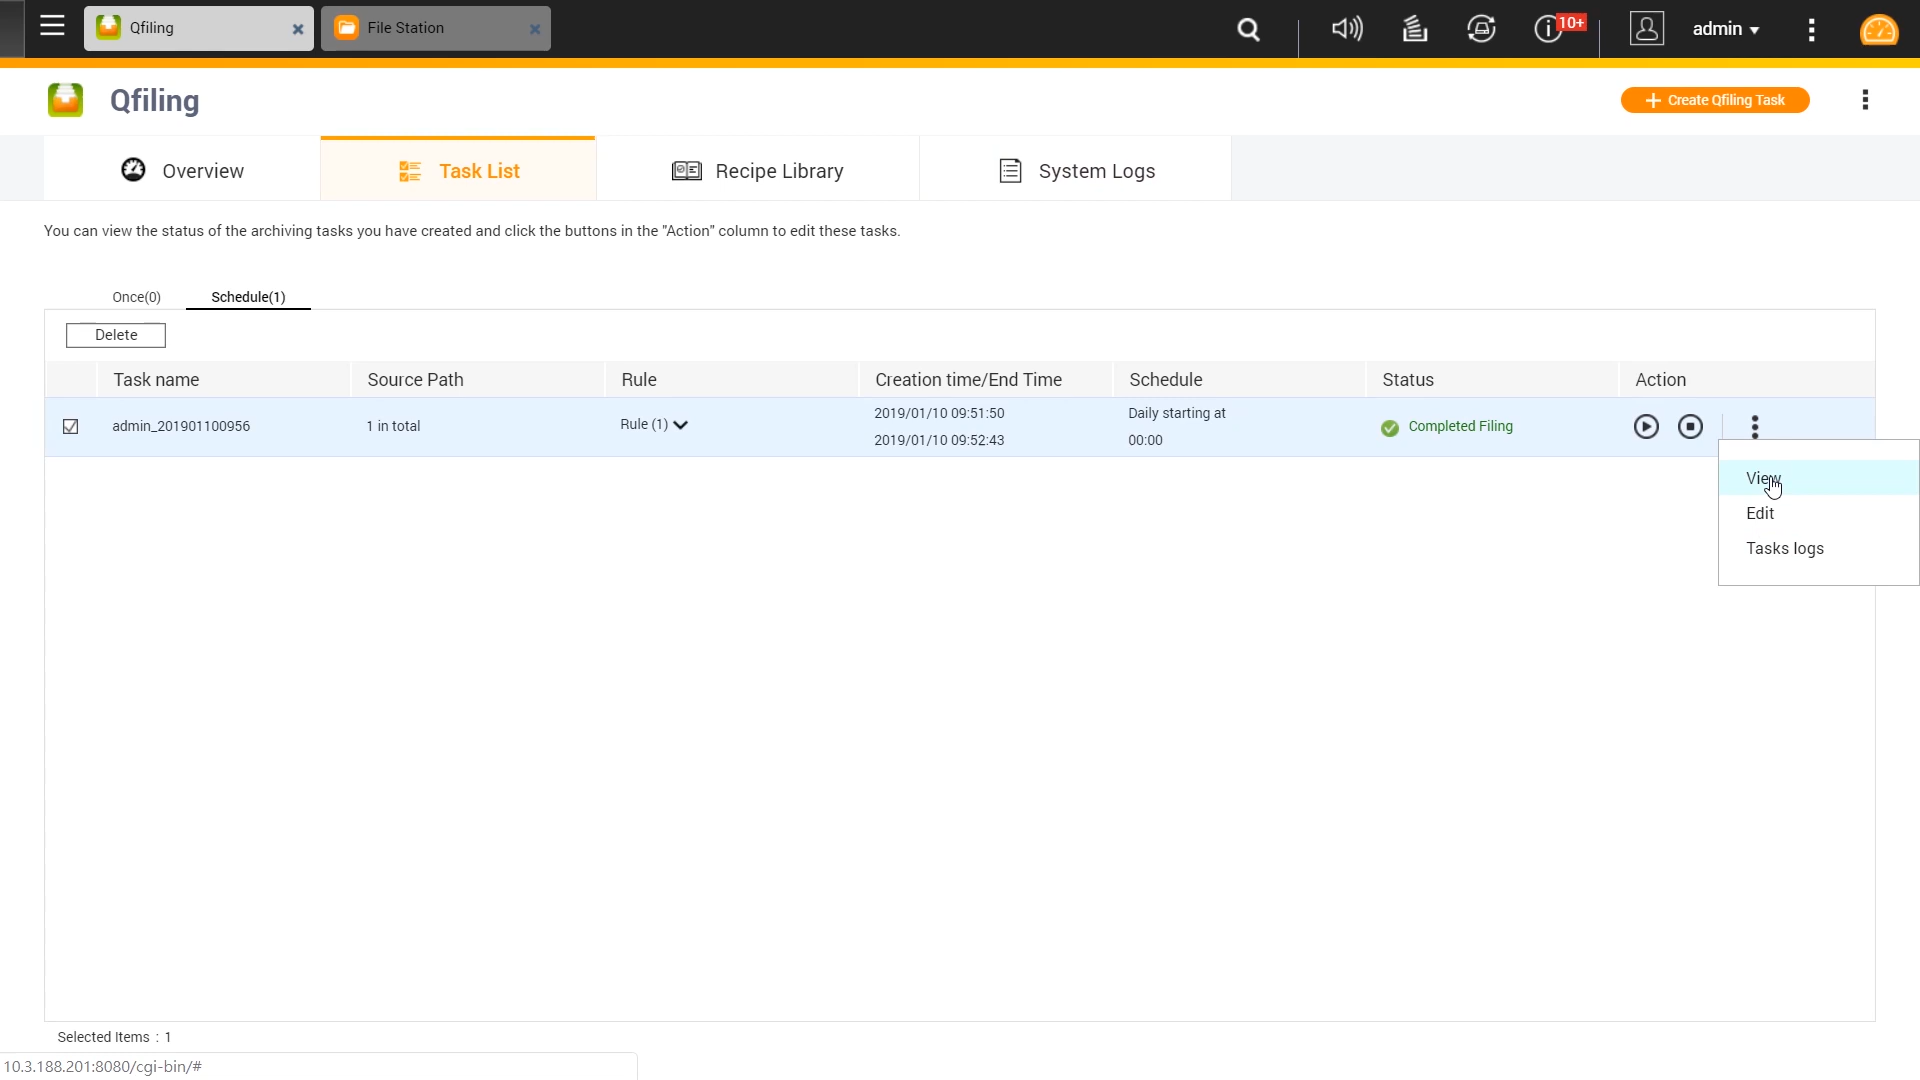 Qfiling
File Station
10+
admin
Qfiling
Create Qfiling Task
Overview
Task List
Recipe Library
System Logs
You can view the status of the archiving tasks you have created and click the buttons in the "Action" column to edit these tasks.
Once(0)
Schedule(1)
Delete
Task name
Source Path
Rule
Creation time/End Time
Schedule
Status
Action
admin_201901100956
1 in total
Rule (1)
2019/01/10 09:51:50
2019/01/10 09:52:43
Daily starting at
00:00
Completed Filing
View
Edit
Tasks logs
Selected Items : 1
10.3.188.201:8080/cgi-bin/#